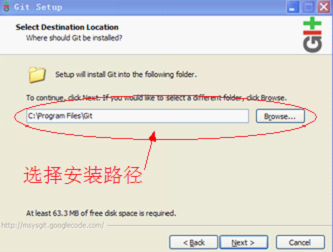 Git Setup
Select Destination Location
Where should Git be installed?
git
Setup will install Git into the following folder.
To continue, click Next. If you would like to select a different folder, click Browse.
C:\Program Files\Git
Browse...
选择安装路径
At least 63.3 MB of free disk space is required.
http://msysgit.googlecode.com/
< Back
Next >
Cancel